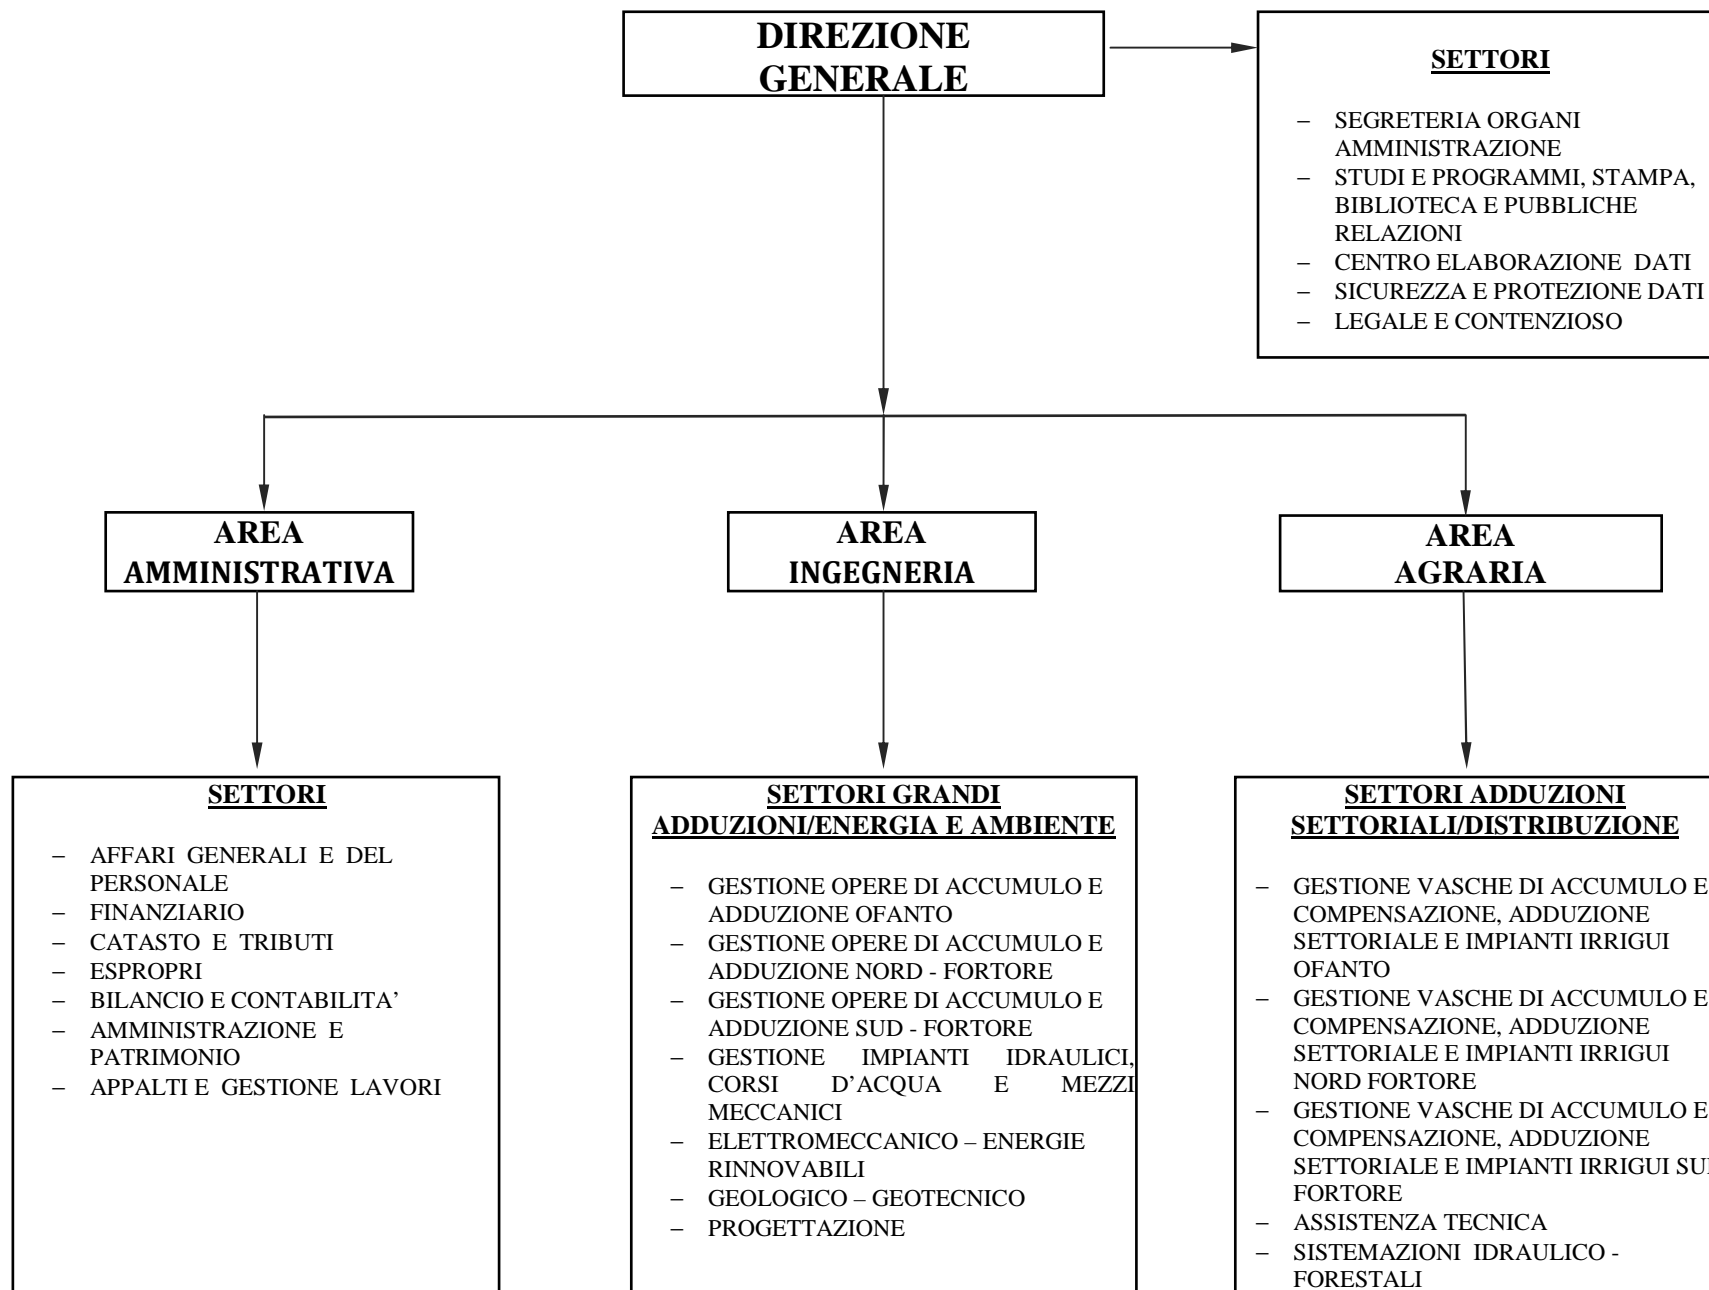 DIREZIONE
GENERALE
SETTORI
– SEGRETERIA ORGANI
AMMINISTRAZIONE
– STUDI E PROGRAMMI, STAMPA,
BIBLIOTECA E PUBBLICHE
RELAZIONI
– CENTRO ELABORAZIONE DATI
– SICUREZZA E PROTEZIONE DATI
– LEGALE E CONTENZIOSO
AREA
AMMINISTRATIVA
AREA
INGEGNERIA
AREA
AGRARIA
SETTORI
– AFFARI GENERALI E DEL
PERSONALE
– FINANZIARIO
– CATASTO E TRIBUTI
– ESPROPRI
– BILANCIO E CONTABILITA’
– AMMINISTRAZIONE E
PATRIMONIO
– APPALTI E GESTIONE LAVORI
SETTORI GRANDI
ADDUZIONI/ENERGIA E AMBIENTE
– GESTIONE OPERE DI ACCUMULO E
ADDUZIONE OFANTO
– GESTIONE OPERE DI ACCUMULO E
ADDUZIONE NORD - FORTORE
– GESTIONE OPERE DI ACCUMULO E
ADDUZIONE SUD - FORTORE
– GESTIONE IMPIANTI IDRAULICI,
CORSI D’ACQUA E MEZZI
MECCANICI
– ELETTROMECCANICO – ENERGIE
RINNOVABILI
– GEOLOGICO – GEOTECNICO
– PROGETTAZIONE
SETTORI ADDUZIONI
SETTORIALI/DISTRIBUZIONE
– GESTIONE VASCHE DI ACCUMULO E
COMPENSAZIONE, ADDUZIONE
SETTORIALE E IMPIANTI IRRIGUI
OFANTO
– GESTIONE VASCHE DI ACCUMULO E
COMPENSAZIONE, ADDUZIONE
SETTORIALE E IMPIANTI IRRIGUI
NORD FORTORE
– GESTIONE VASCHE DI ACCUMULO E
COMPENSAZIONE, ADDUZIONE
SETTORIALE E IMPIANTI IRRIGUI
FORTORE
– ASSISTENZA TECNICA
– SISTEMAZIONI IDRAULICO -
FORESTALI